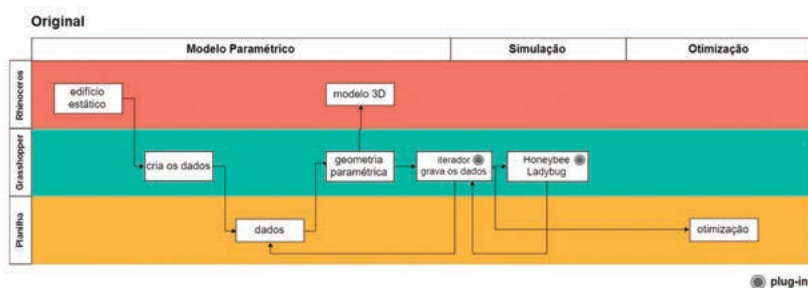 Original
Modelo Paramétrico
Simulação
Otimização
Rhinoceros
edifício
estático
modelo 3D
Grasshopper
cria os dados
geometria
paramétrica
iterador
grava os dados
Honeybee
Ladybug
Planilha
dados
otimização
plug-in